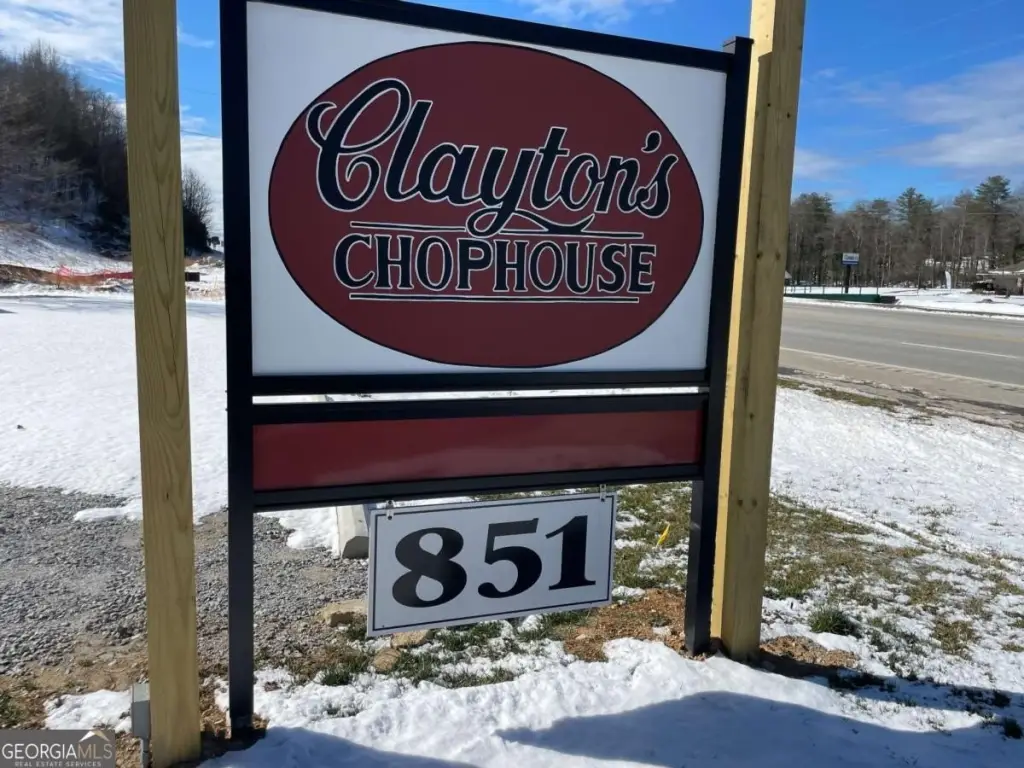 Clayton's
CHOPHOUSE
851
GEORGIAMLS
REAL ESTATE SERVICES